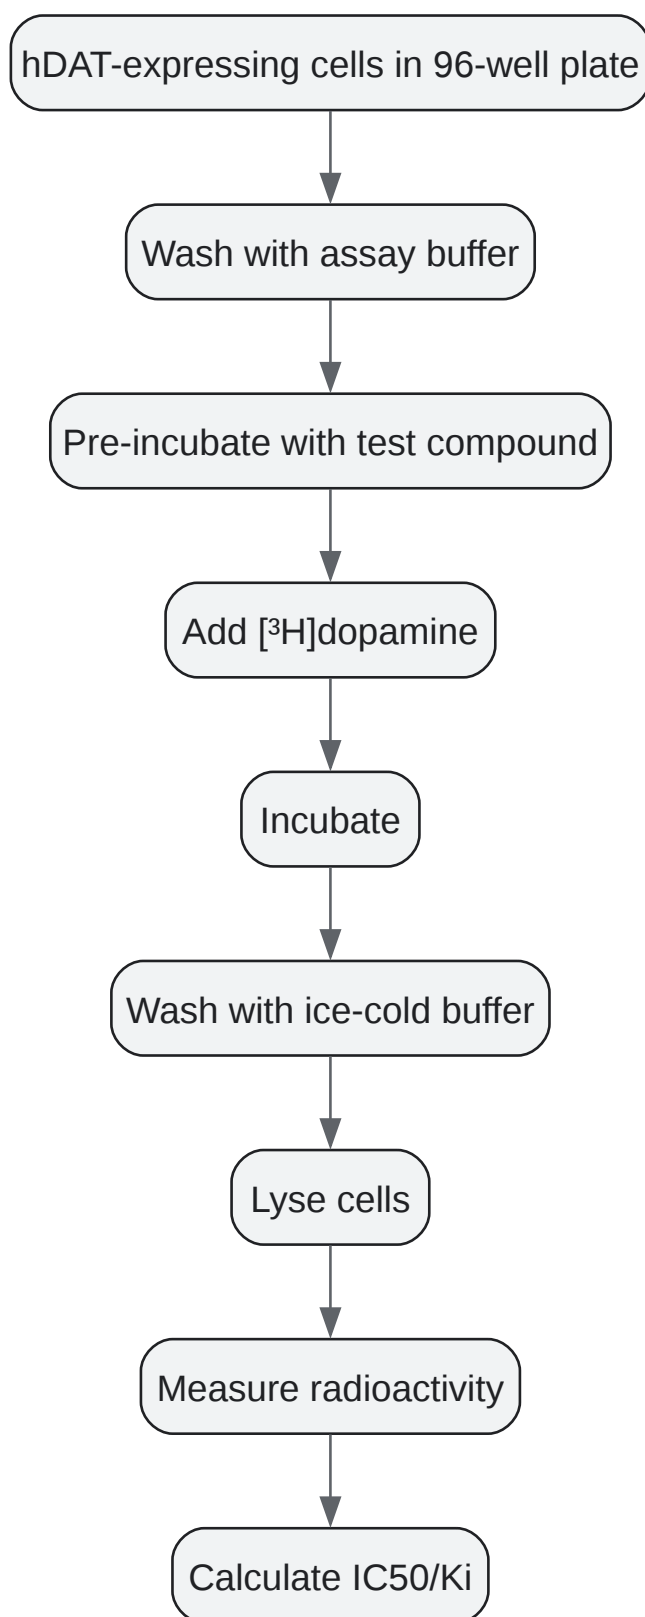 hDAT-expressing cells in 96-well plate
Wash with assay buffer
Pre-incubate with test compound
Add [³H]dopamine
Incubate
Wash with ice-cold buffer
Lyse cells
Measure radioactivity
Calculate IC50/Ki